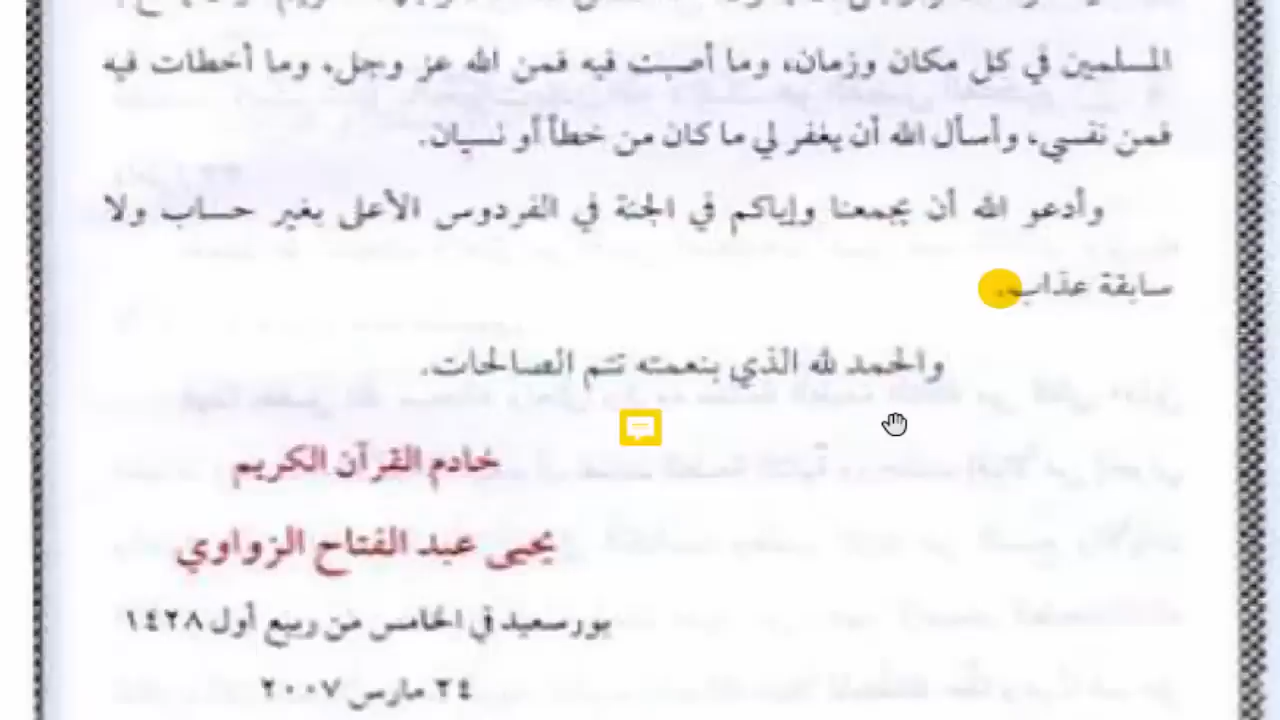 المسلمين في كل مكان وزمان، وما أصبت فيه فمن الله عز وجل، وما أخطات فيه
فمن نفسي، وأسأل الله أن يغفر لي ما كان من خطأ أو نسيان.
وأدعو الله أن يجمعنا وإياكم في الجنة في الفردوس الأعلى بغير حساب ولا
سابقة عذاب.
والحمد لله الذي بنعمته تتم الصالحات.
خادم القرآن الكريم
يحيى عبد الفتاح الزواوي
بورسعيد في الخامس من ربيع أول ١٤٢٨
٢٤ مارس ٢٠٠٧